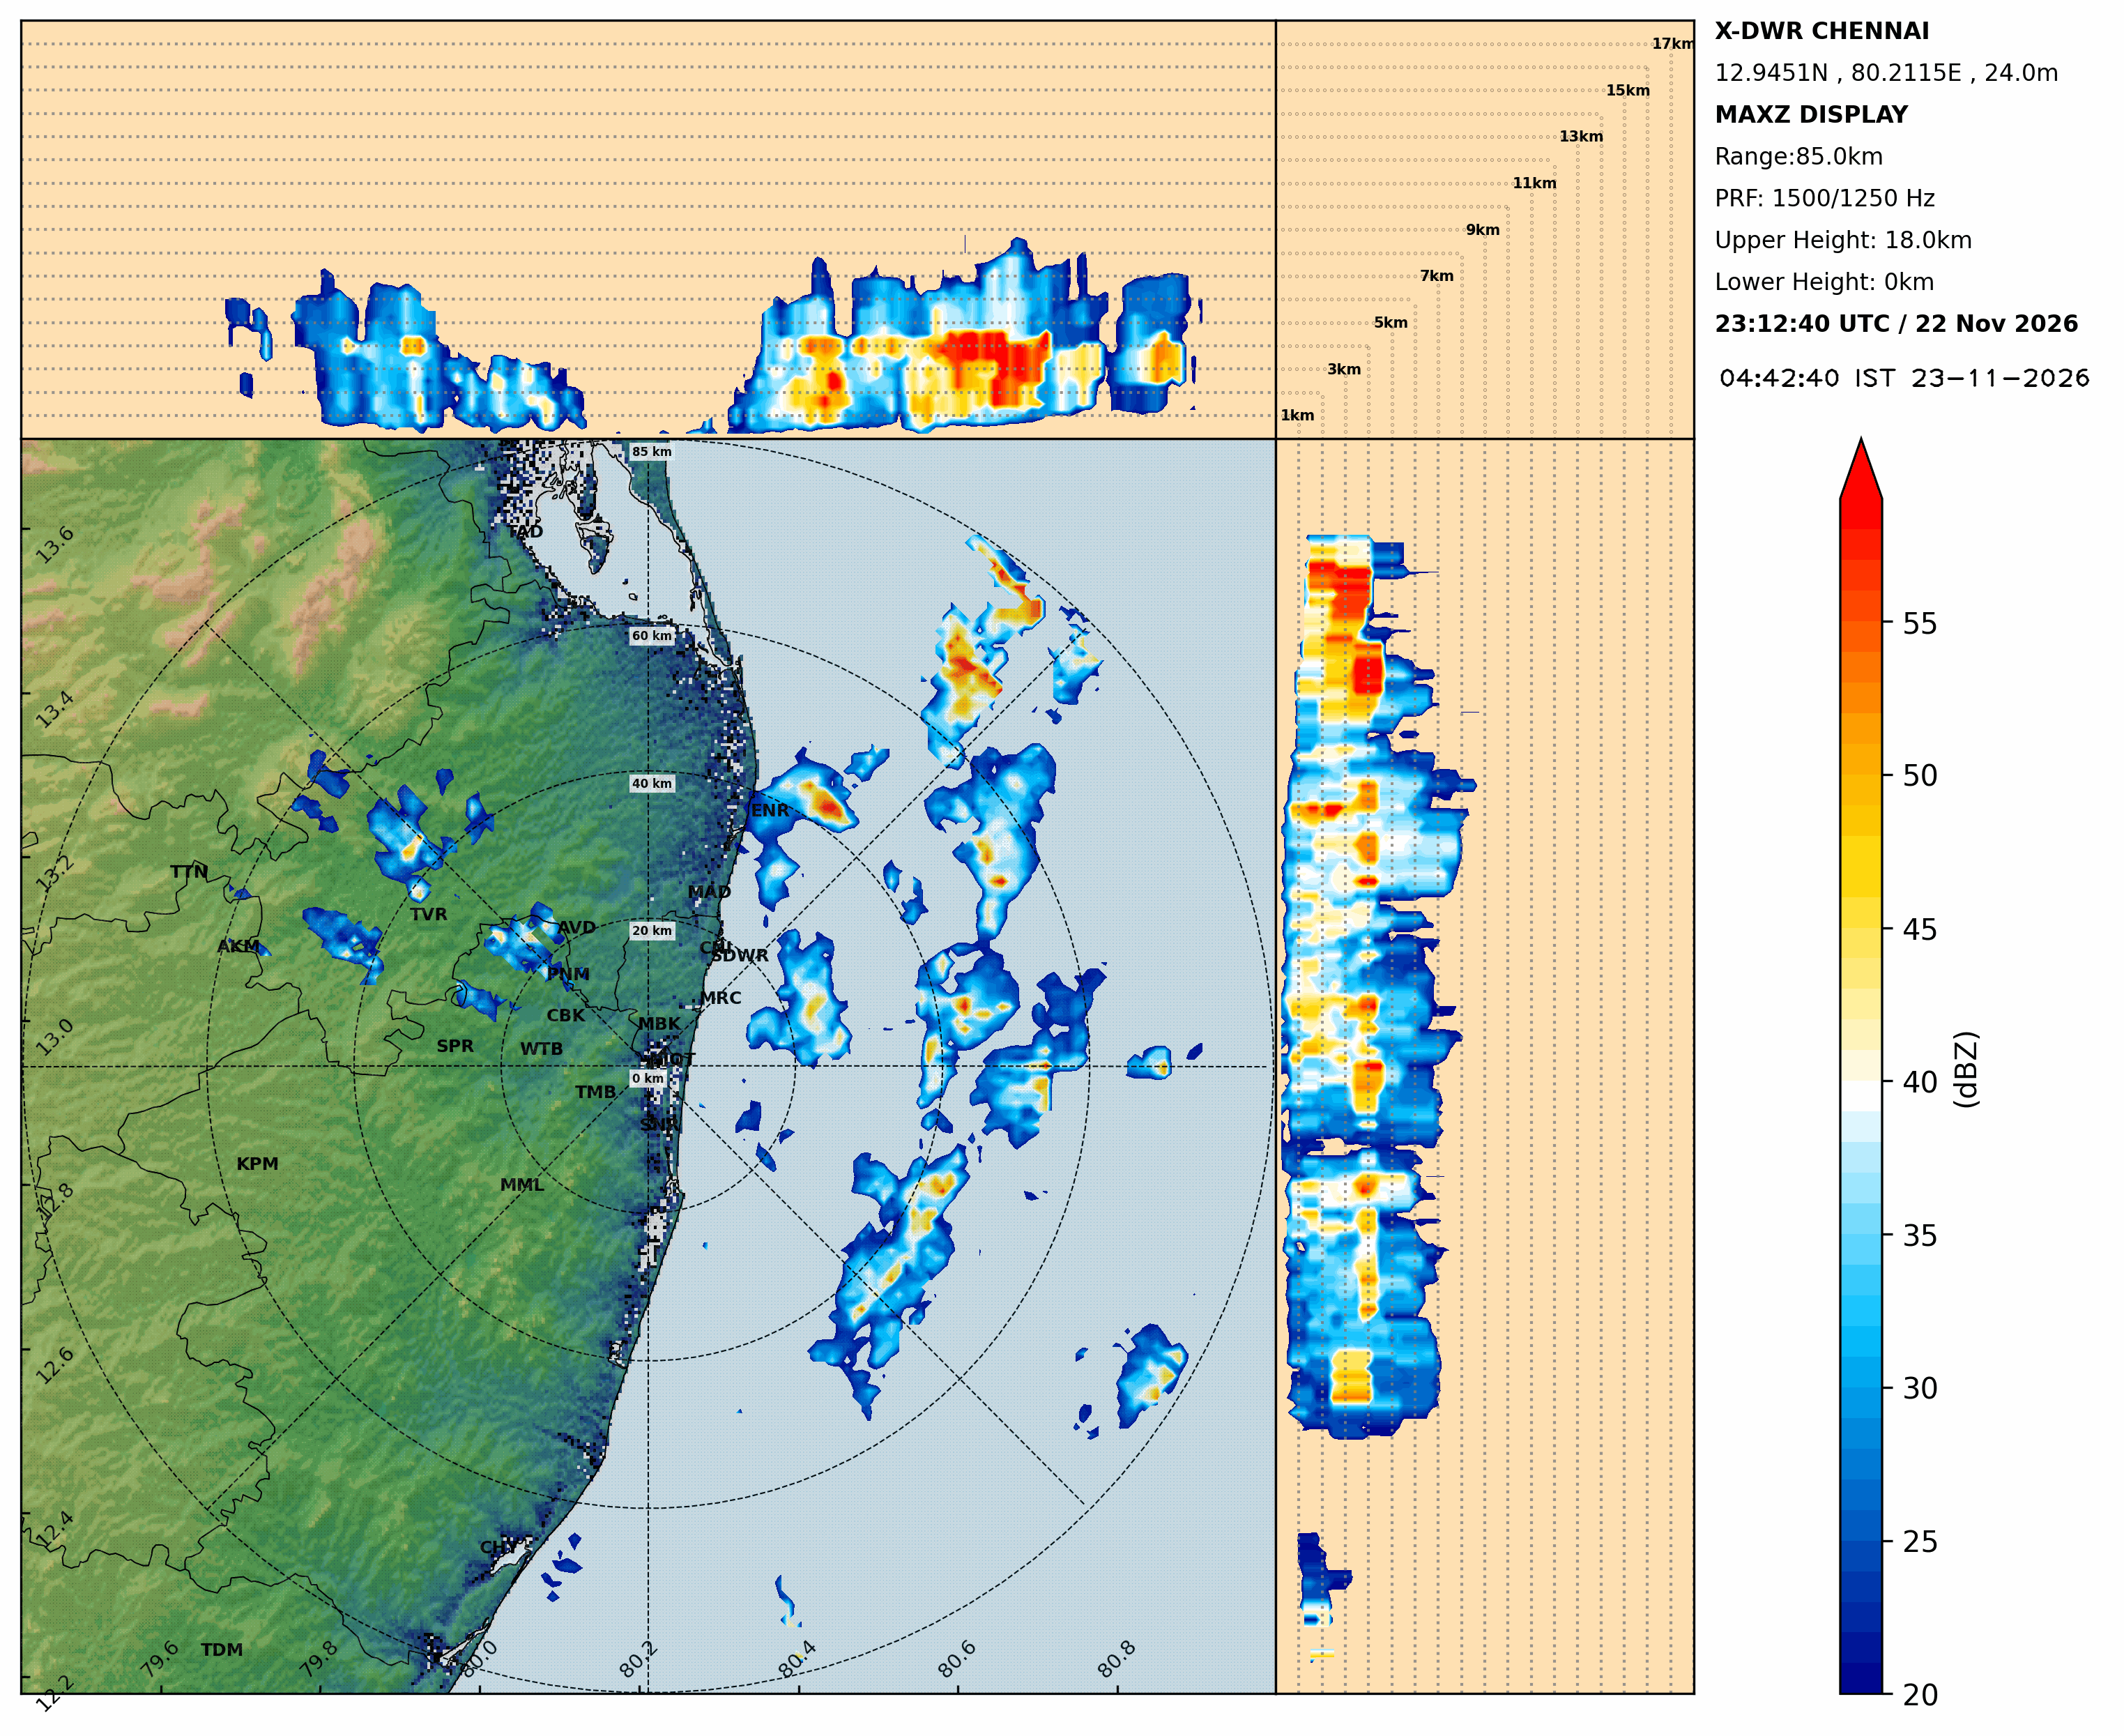 17km
15km
13km
11km
9km
7km
5km
3km
1km
X-DWR CHENNAI
12.9451N , 80.2115E , 24.0m
MAXZ DISPLAY
Range:85.0km
PRF: 1500/1250 Hz
Upper Height: 18.0km
Lower Height: 0km
23:12:40 UTC / 22 Nov 2026
04:42:40 IST 23-11-2026
85 km
TAD
13.6
60 km
13.4
40 km
ENR
13.2
TTN
MAD
TVR
AVD
20 km
AKM
CNI
SDWR
PNM
MRC
CBK
MBK
13.0
SPR
WTB
0 km
TMB
SNR
KPM
MML
12.8
12.6
12.4
CHY
TDM
12.2
79.6
79.8
80.0
80.2
80.4
80.6
80.8
55
50
45
40
35
30
25
20
(dBZ)